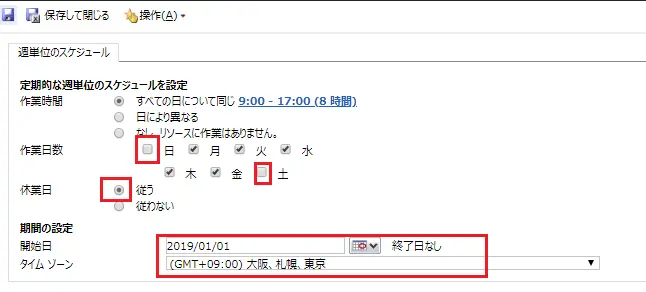 保存して閉じる 操作(A)
週単位のスケジュール
定期的な週単位のスケジュールを設定
作業時間 すべての日について同じ 9:00 - 17:00 (8 時間)
日により異なる
なし。リソースに作業はありません。
作業日数 日 月 火 水
木 金 土
休業日 従う
従わない
期間の設定
開始日 2019/01/01 終了日なし
タイム ゾーン (GMT+09:00) 大阪、札幌、東京